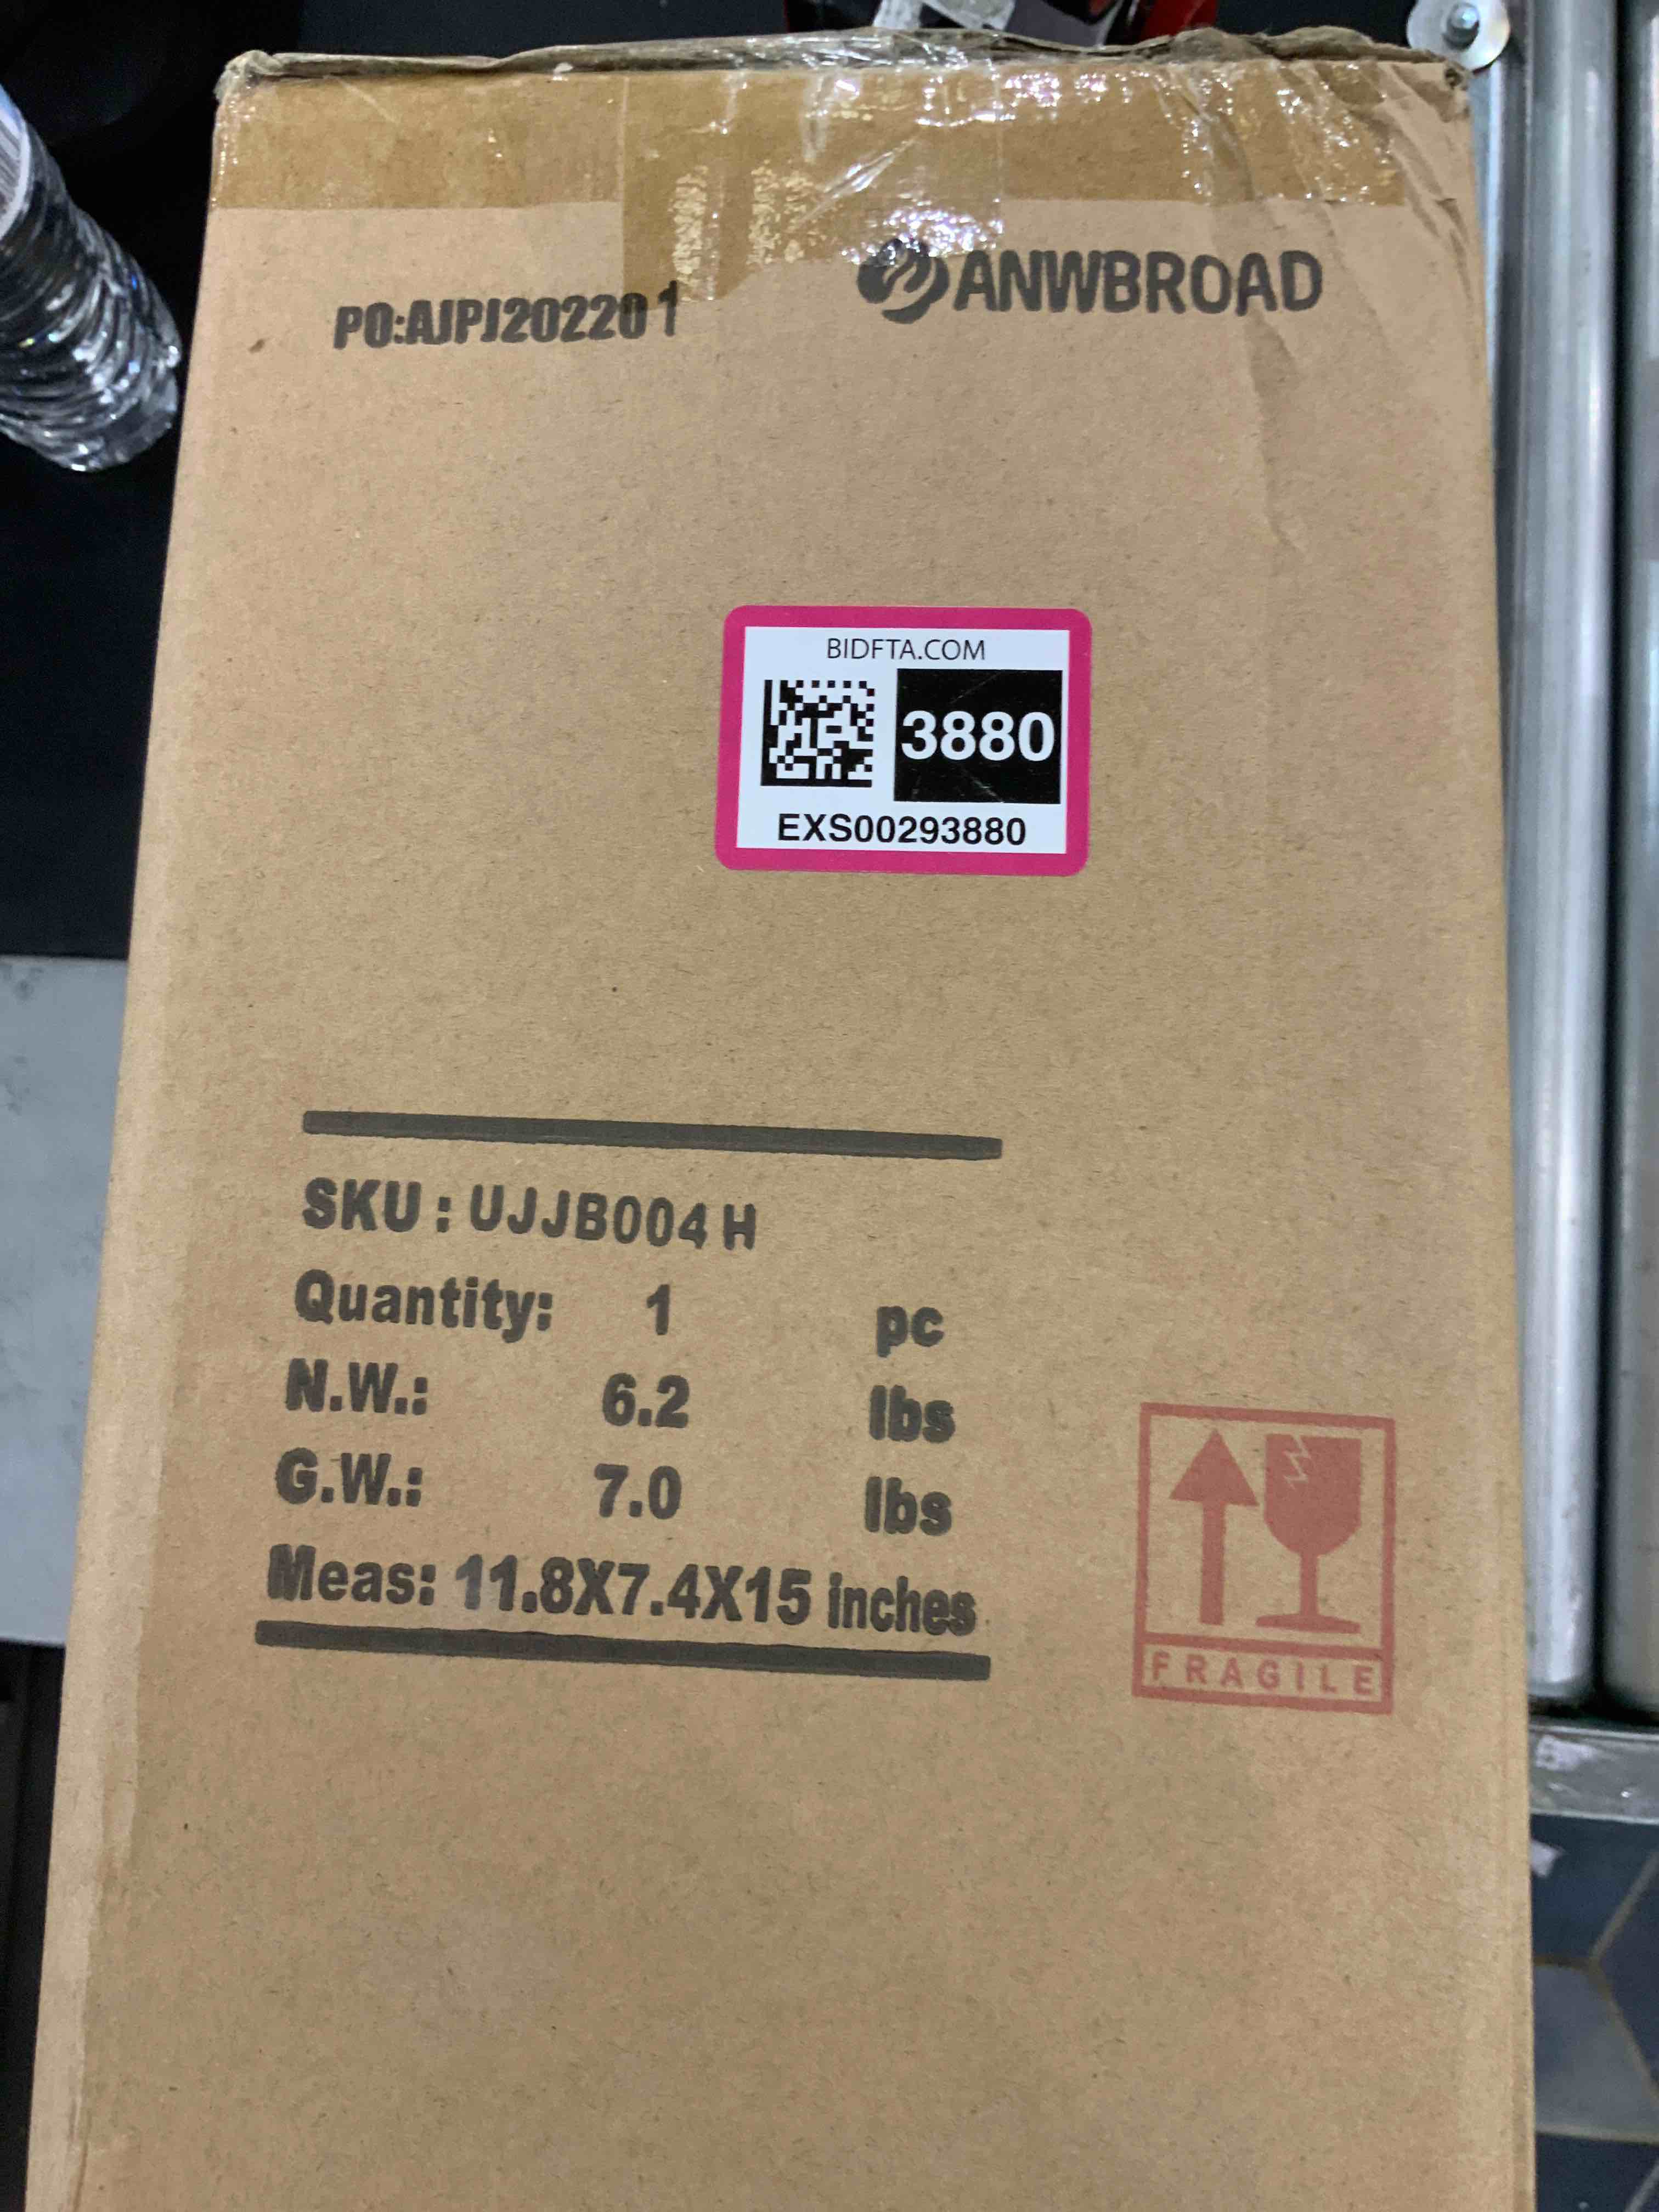 PO:AJPJ202201
ANWBROAD
BIDFTA.COM
3880
EXS00293880
SKU : UJJB004H
Quantity: 1 pc
N.W.: 6.2 lbs
G.W.: 7.0 lbs
Meas: 11.8X7.4X15 inches
FRAGILE